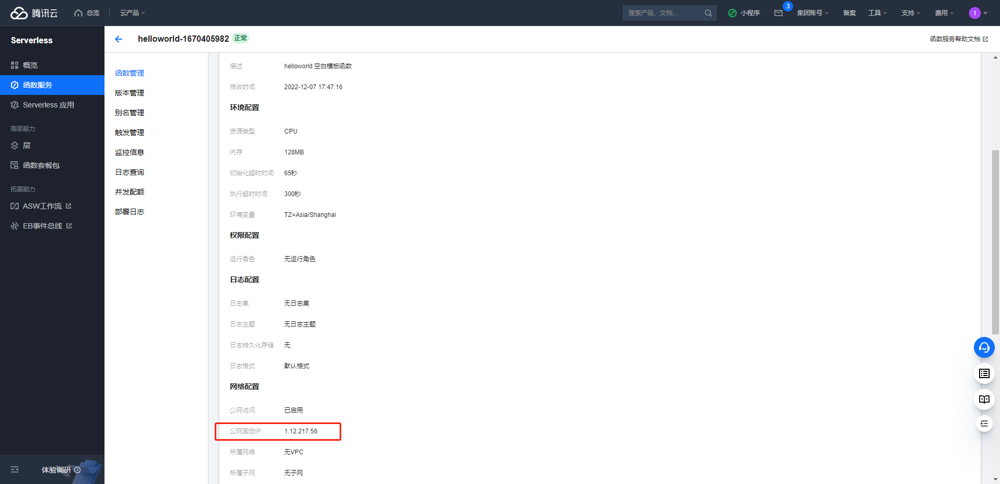 腾讯云
总览
云产品
搜索产品、文档...
小程序
3
集团账号
备案
工具
支持
费用
1
Serverless
概览
函数服务
Serverless 应用
高级能力
层
函数套餐包
拓展能力
ASW工作流
EB事件总线
体验调研
helloworld-1670405982 正常
函数服务帮助文档
函数管理
版本管理
别名管理
触发管理
监控信息
日志查询
并发配额
部署日志
描述 helloworld 空白模板函数
修改时间 2022-12-07 17:47:16
环境配置
资源类型 CPU
内存 128MB
初始化超时时间 65秒
执行超时时间 300秒
环境变量 TZ=Asia/Shanghai
权限配置
运行角色 无运行角色
日志配置
日志集 无日志集
日志主题 无日志主题
日志持久化存储 无
日志格式 默认格式
网络配置
公网访问 已启用
公网固定IP 1.12.217.56
所属网络 无VPC
所属子网 无子网